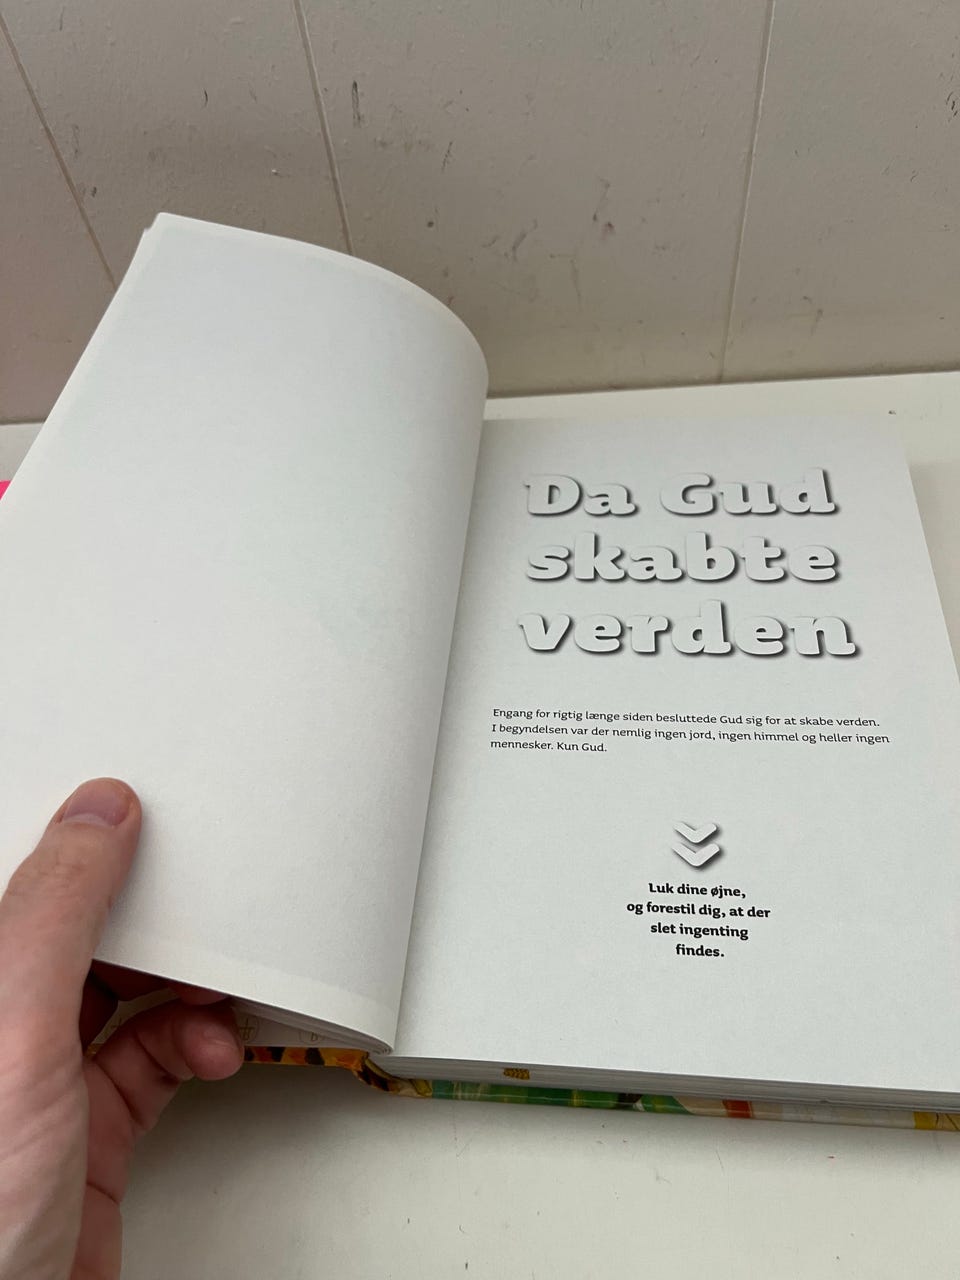 Da Gud
skabte
verden
Engang for rigtig længe siden besluttede Gud sig for at skabe verden.
I begyndelsen var der nemlig ingen jord, ingen himmel og heller ingen
mennesker. Kun Gud.
Luk dine øjne,
og forestil dig, at der
slet ingenting
findes.